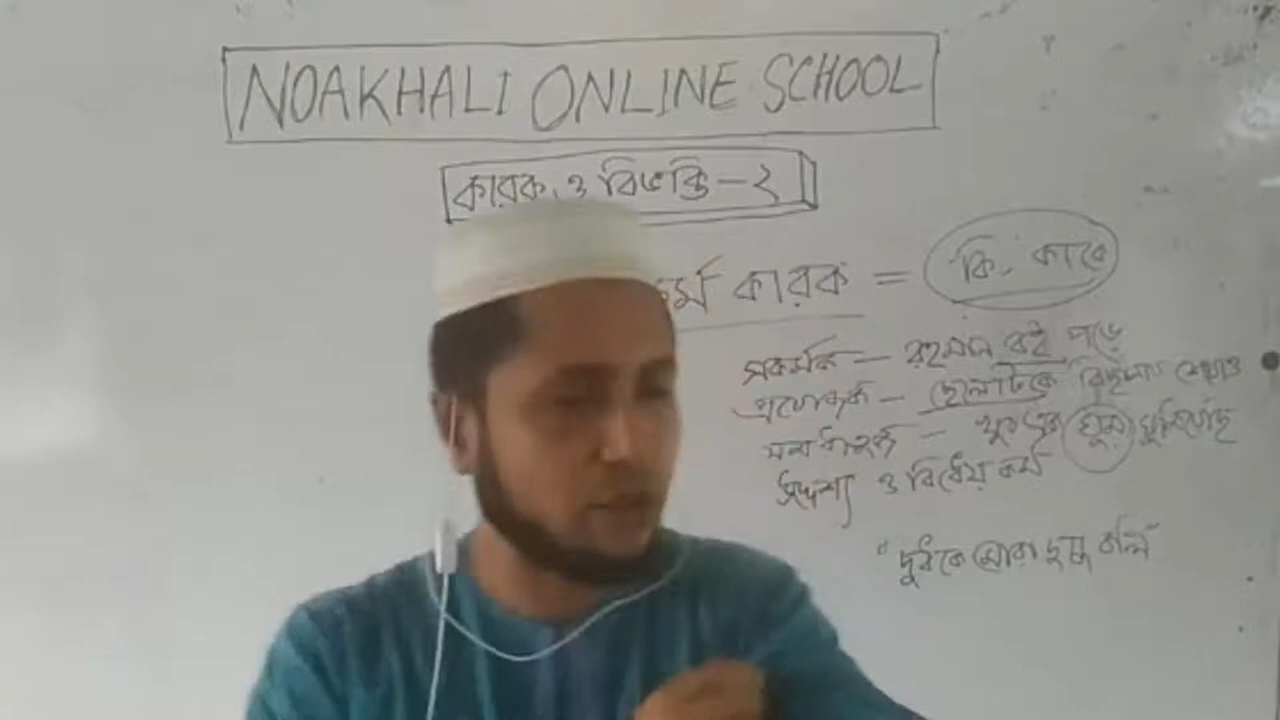 NOAKHALI ONLINE SCHOOL
কারক ও বিভক্তি-২
কর্ম কারক = কি, কাকে
সকর্মক - রহমান বই পড়ে
প্রযোজক - ছেলেটিকে বিছানা শোয়াও
সমধাতুজ - খুব এক ঘুম ঘুমিয়েছি
উদ্দেশ্য ও বিধেয় কর্ম
"দুধকে মোরা দুগ্ধ বলি"